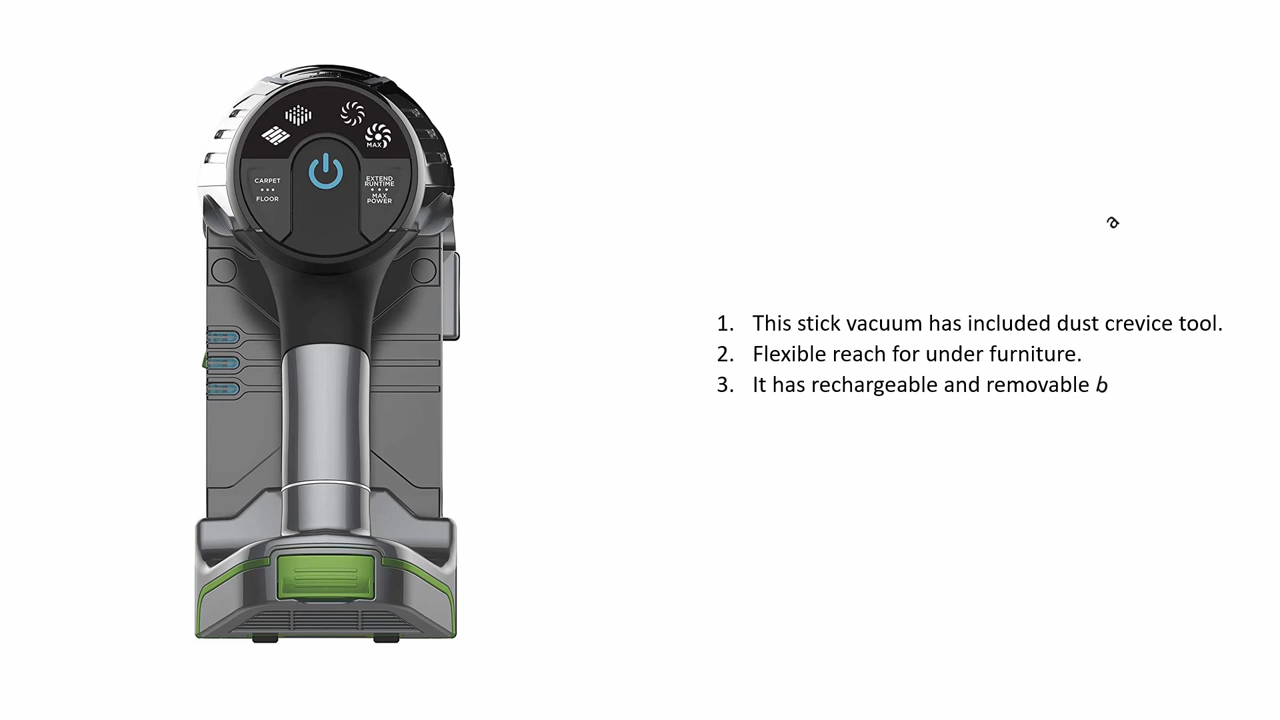 MAX
CARPET
FLOOR
EXTEND
RUNTIME
MAX
POWER
a
1. This stick vacuum has included dust crevice tool.
2. Flexible reach for under furniture.
3. It has rechargeable and removable b